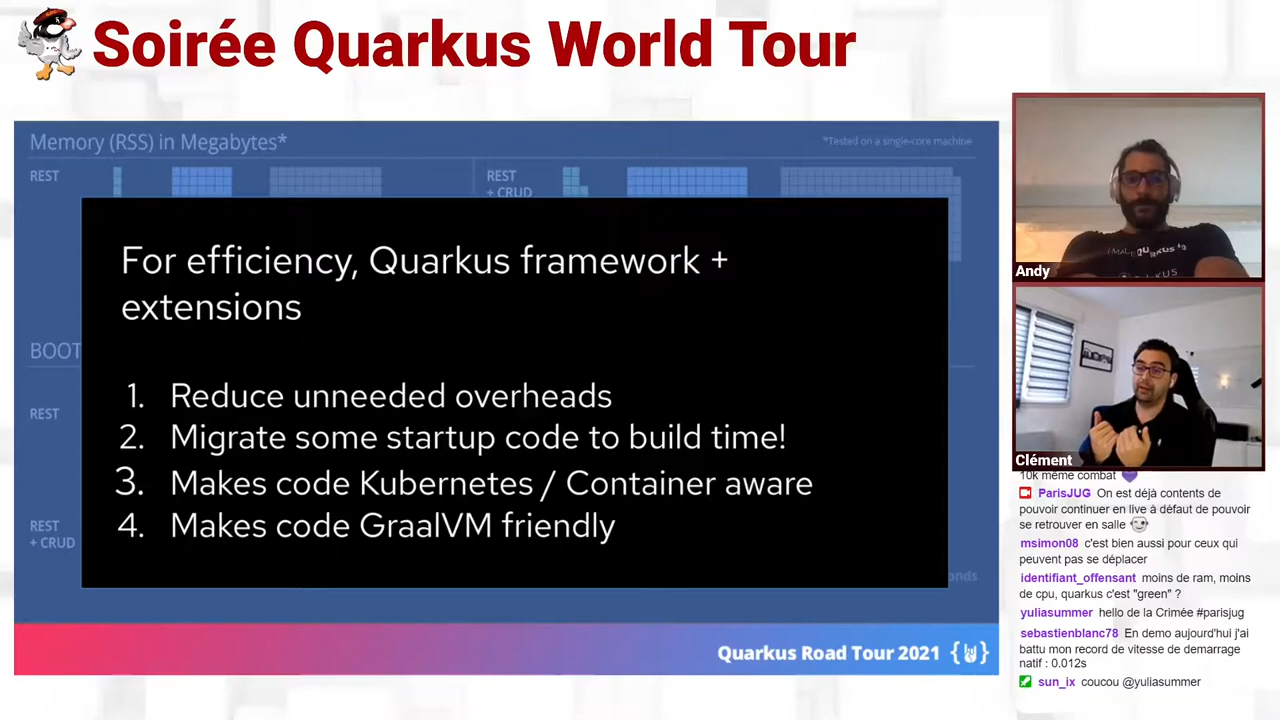 Soirée Quarkus World Tour
Memory (RSS) in Megabytes*
*Tested on a single-core machine
REST
REST
+ CRUD
For efficiency, Quarkus framework +
extensions
1. Reduce unneeded overheads
2. Migrate some startup code to build time!
3. Makes code Kubernetes / Container aware
4. Makes code GraalVM friendly
BOOT
REST
REST
+ CRUD
Quarkus Road Tour 2021
Andy
Clément
10k même combat
ParisJUG On est déjà contents de
pouvoir continuer en live à défaut de pouvoir
se retrouver en salle
msimon08 c'est bien aussi pour ceux qui
peuvent pas se déplacer
identifiant_offensant moins de ram, moins
de cpu, quarkus c'est "green" ?
yuliasummer hello de la Crimée #parisjug
sebastienblanc78 En demo aujourd'hui j'ai
battu mon record de vitesse de demarrage
natif : 0.012s
sun_ix coucou @yuliasummer